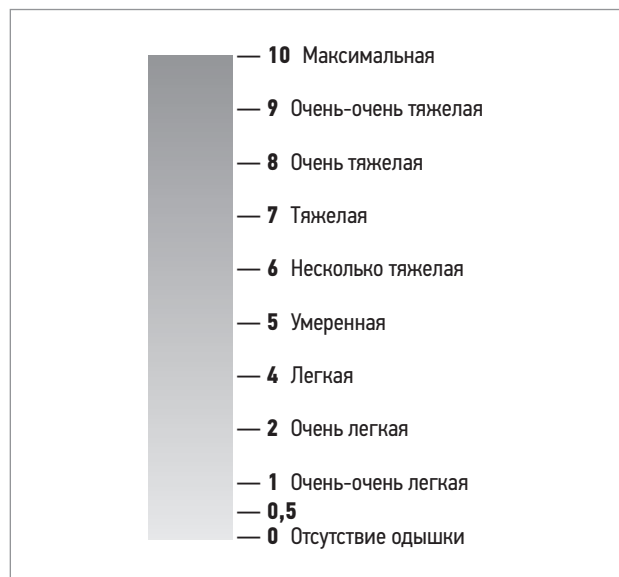 10 Максимальная
9 Очень-очень тяжелая
8 Очень тяжелая
7 Тяжелая
6 Несколько тяжелая
5 Умеренная
4 Легкая
2 Очень легкая
1 Очень-очень легкая
0,5
0 Отсутствие одышки